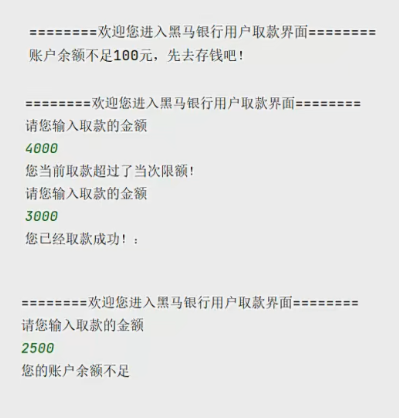 ========欢迎您进入黑马银行用户取款界面========
账户余额不足100元，先去存钱吧！
========欢迎您进入黑马银行用户取款界面========
请您输入取款的金额
4000
您当前取款超过了当次限额！
请您输入取款的金额
3000
您已经取款成功！：
========欢迎您进入黑马银行用户取款界面========
请您输入取款的金额
2500
您的账户余额不足